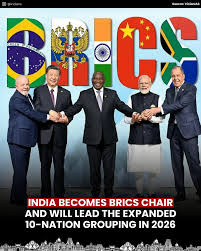 BRICS
INDIA BECOMES BRICS CHAIR
AND WILL LEAD THE EXPANDED
10-NATION GROUPING IN 2026